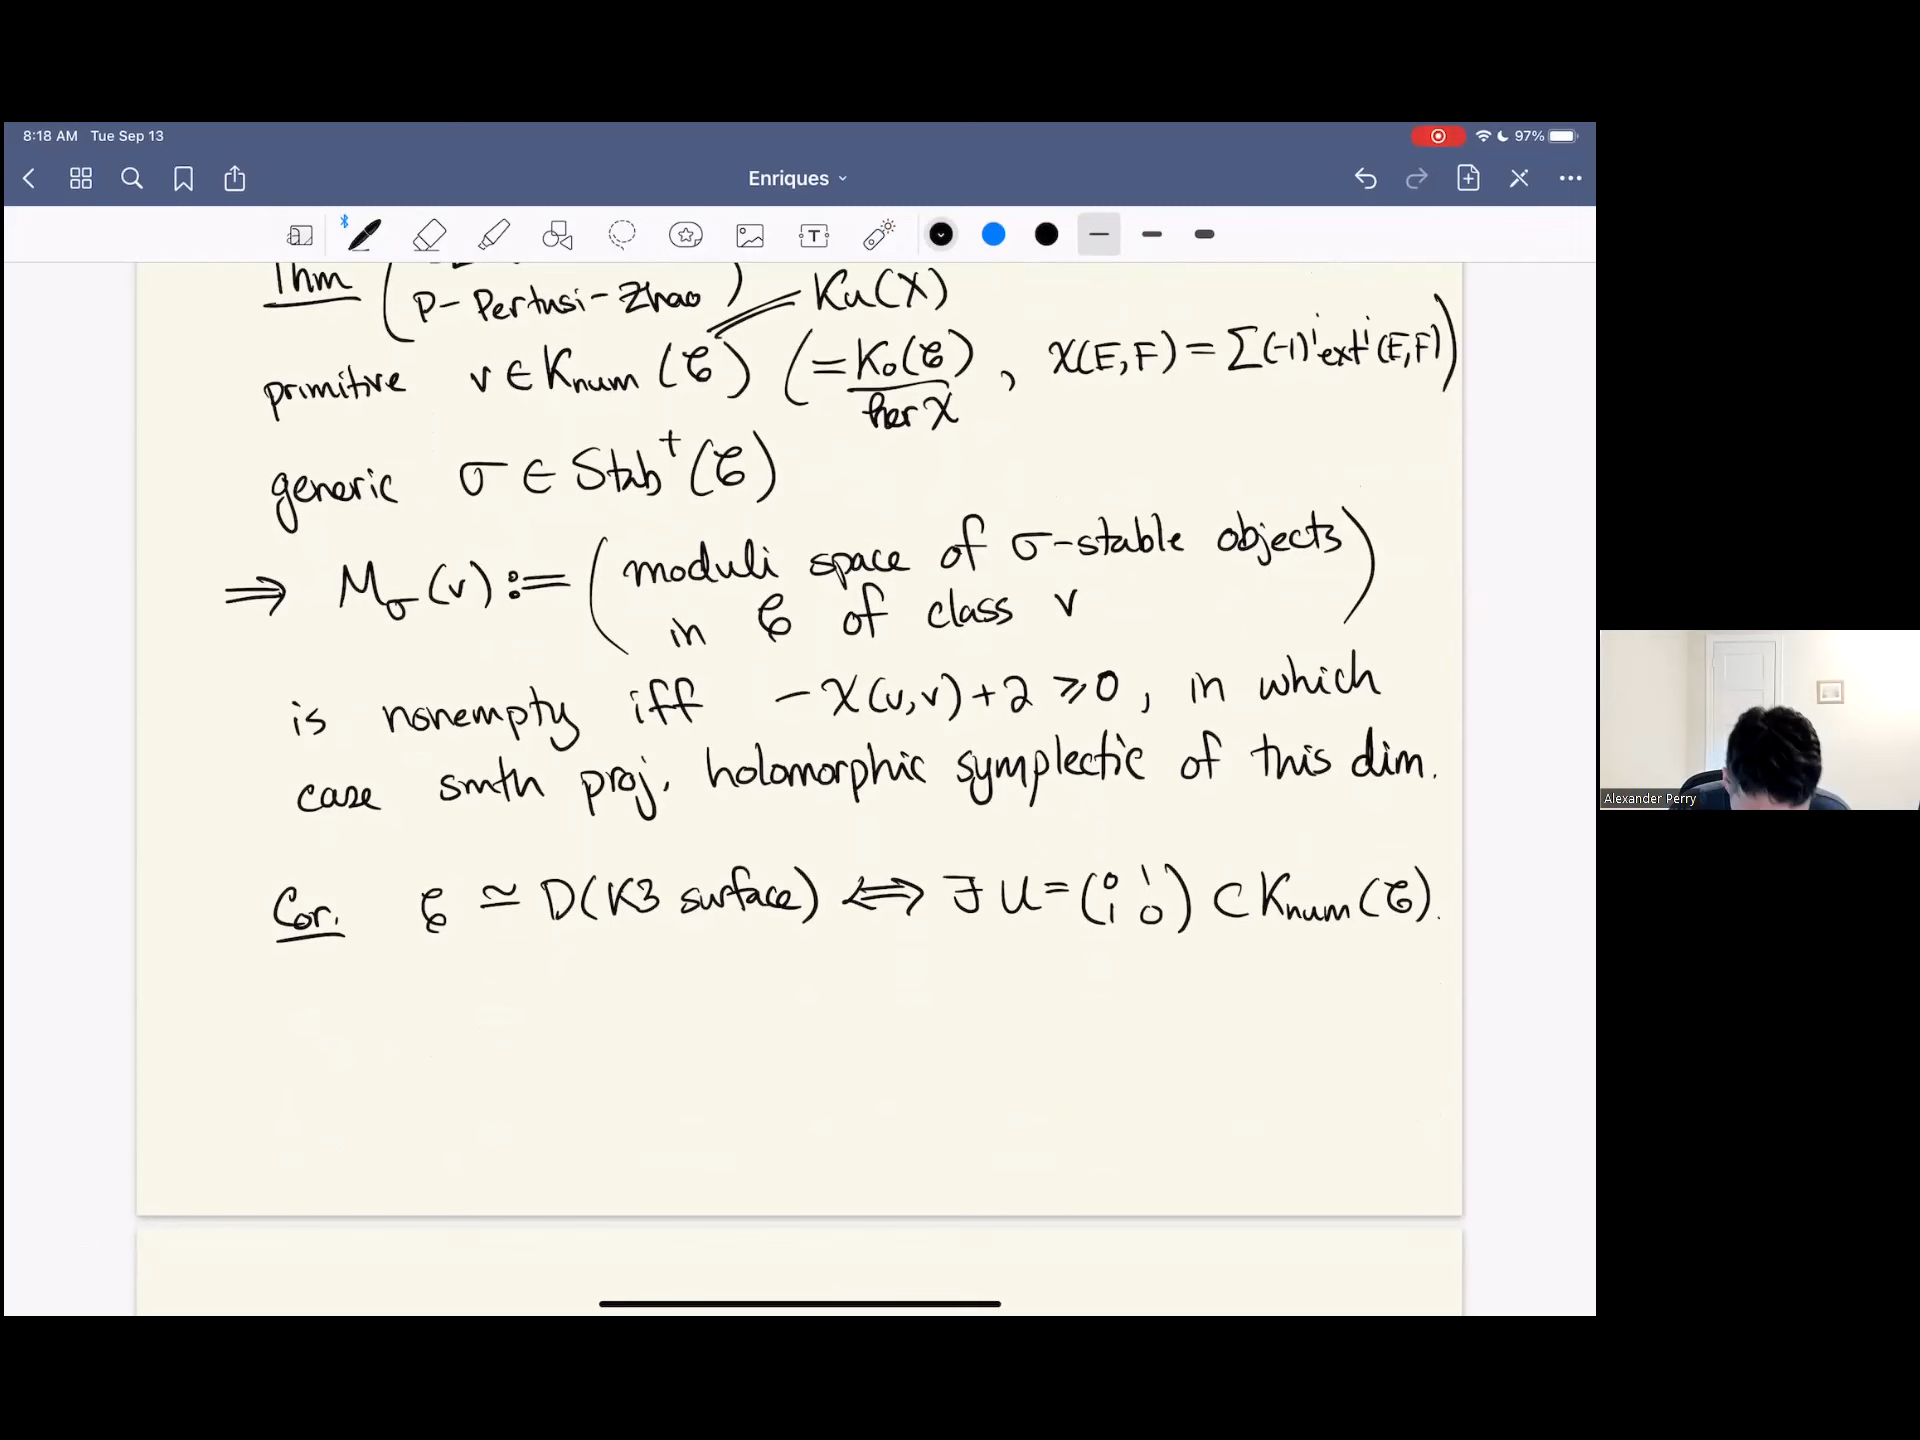 8:18 AM Tue Sep 13
97%
Enriques
Thm (P-Pertusi-Zhao) Ku(X)
primitive v ∈ Knum(𝒞) (= K₀(𝒞)/ker χ, χ(E,F) = Σ(-1)ⁱextⁱ(E,F))
generic σ ∈ Stab⁺(𝒞)
⇒ Mσ(v) := (moduli space of σ-stable objects
in 𝒞 of class v)
is nonempty iff -χ(v,v)+2 ≥ 0, in which
case smth proj. holomorphic symplectic of this dim.
Cor. 𝒞 ≃ D(K3 surface) ⇔ ∃ U = (0 1
1 0) ⊂ Knum(𝒞).
Alexander Perry